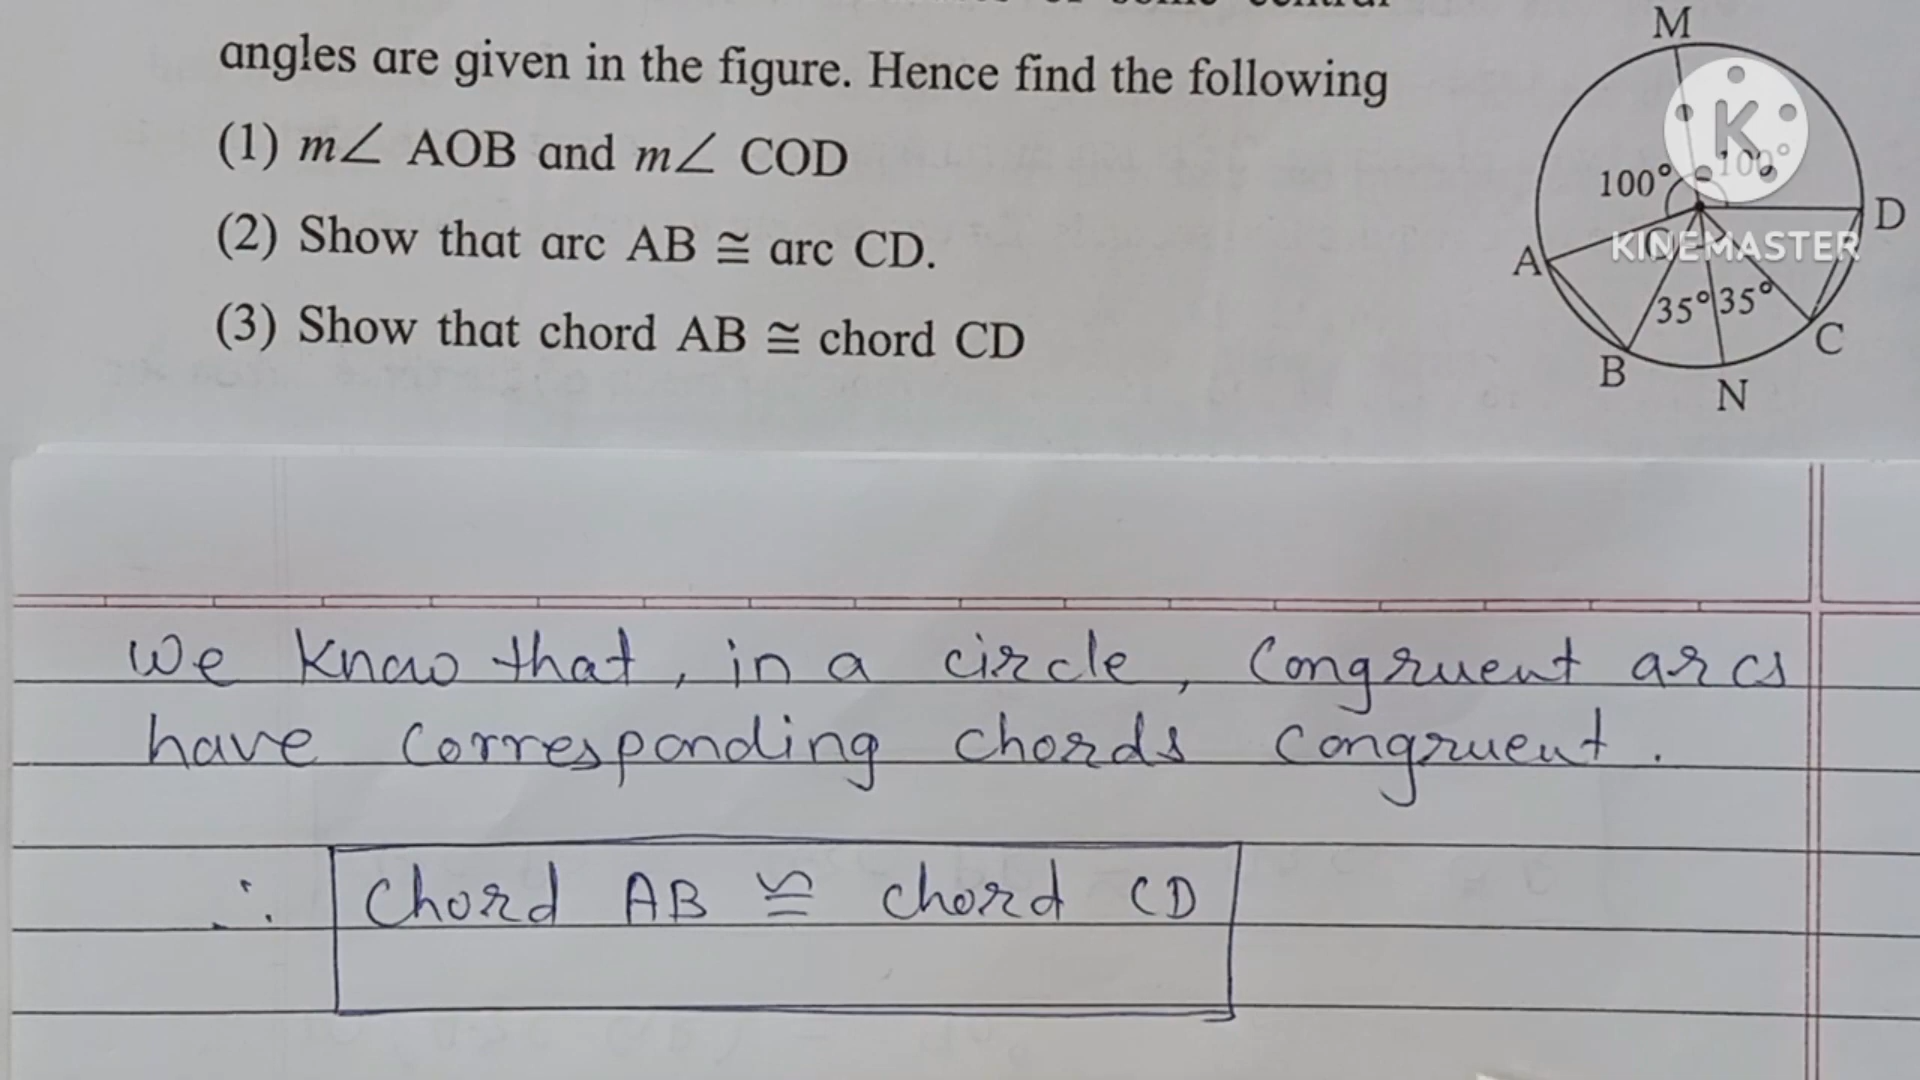 angles are given in the figure. Hence find the following
(1) m∠ AOB and m∠ COD
(2) Show that arc AB ≅ arc CD.
(3) Show that chord AB ≅ chord CD
M
K
100°
100°
D
KINEMASTER
A
35°
35°
C
B
N
We know that, in a circle, congruent arcs
have corresponding chords congruent.
∴ Chord AB ≅ chord CD